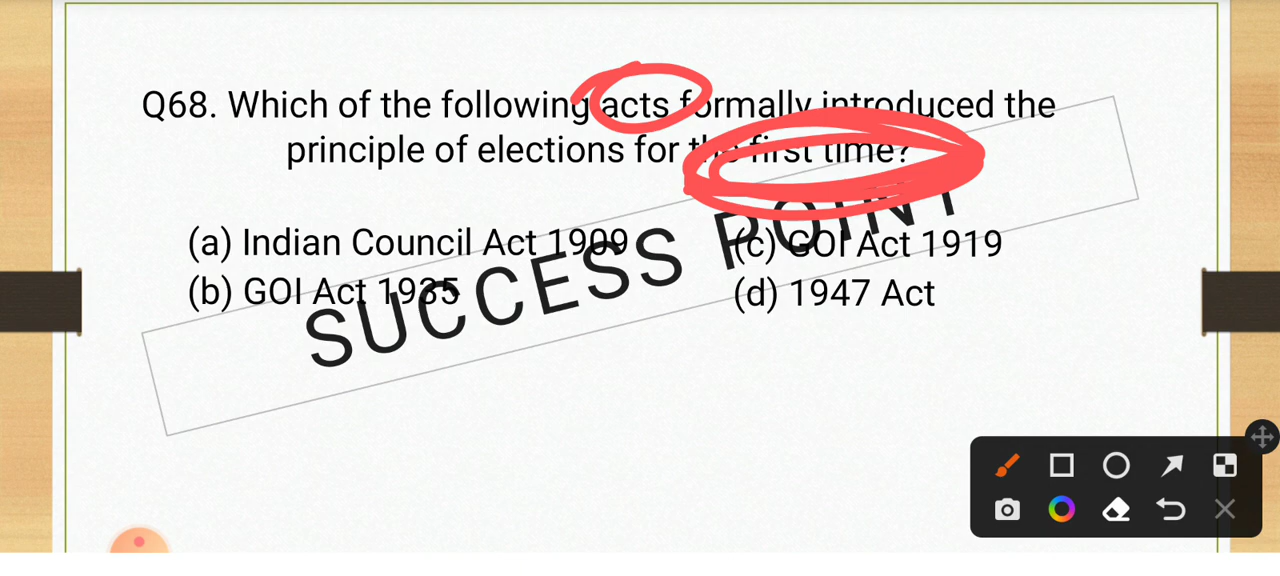 Q68. Which of the following acts formally introduced the
principle of elections for the first time?
(a) Indian Council Act 1909
(c) GOI Act 1919
(b) GOI Act 1935
(d) 1947 Act
SUCCESS POINT